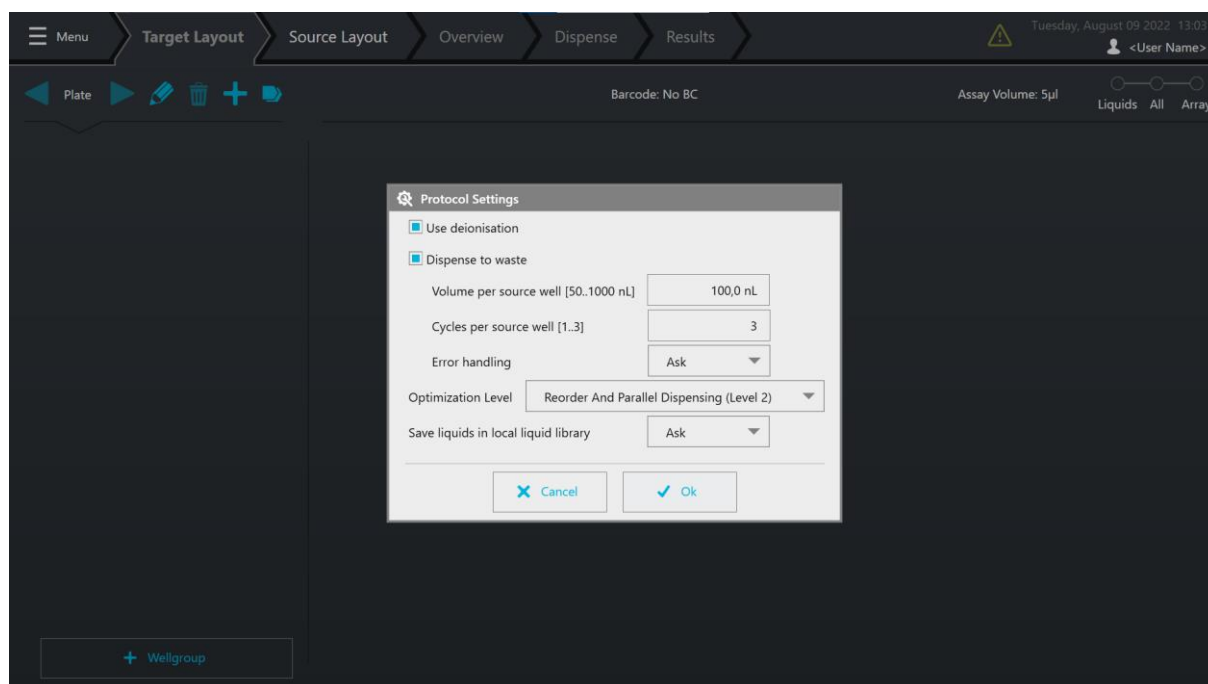 Menu
Target Layout
Source Layout
Overview
Dispense
Results
Tuesday, August 09 2022 13:03
<User Name>
Plate
Barcode: No BC
Assay Volume: 5µl
Liquids All Array
Protocol Settings
Use deionisation
Dispense to waste
Volume per source well [50..1000 nL] 100,0 nL
Cycles per source well [1..3] 3
Error handling Ask
Optimization Level Reorder And Parallel Dispensing (Level 2)
Save liquids in local liquid library Ask
Cancel Ok
Wellgroup